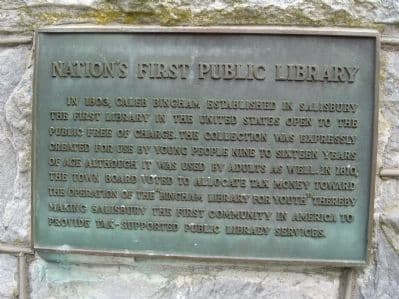 NATION'S FIRST PUBLIC LIBRARY
IN 1803, CALEB BINGHAM ESTABLISHED IN SALISBURY
THE FIRST LIBRARY IN THE UNITED STATES OPEN TO THE
PUBLIC FREE OF CHARGE. THE COLLECTION WAS EXPRESSLY
CREATED FOR USE BY YOUNG PEOPLE NINE TO SIXTEEN YEARS
OF AGE ALTHOUGH IT WAS USED BY ADULTS AS WELL. IN 1810,
THE TOWN BOARD VOTED TO ALLOCATE TAX MONEY TOWARD
THE OPERATION OF THE "BINGHAM LIBRARY FOR YOUTH" THEREBY
MAKING SALISBURY THE FIRST COMMUNITY IN AMERICA TO
PROVIDE TAX-SUPPORTED PUBLIC LIBRARY SERVICES.